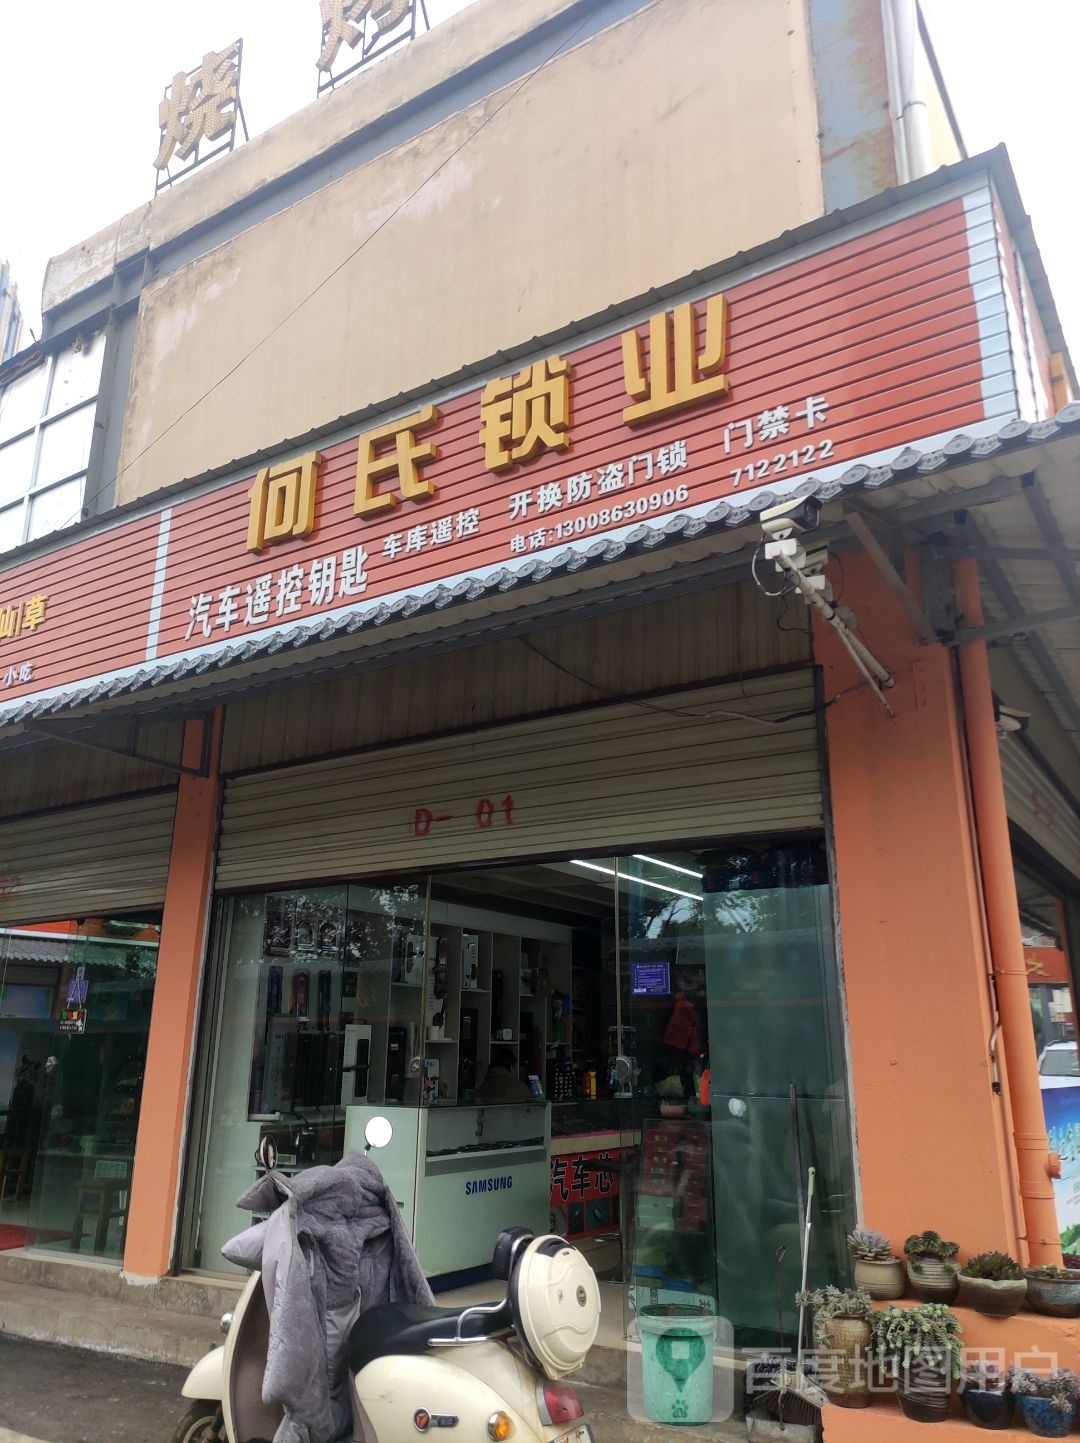 烧烤
何氏锁业
汽车遥控钥匙 车库遥控 开换防盗门锁 门禁卡
电话:13008630906 7122122
仙草
小吃
D-01
SAMSUNG
汽车芯
百度地图用户